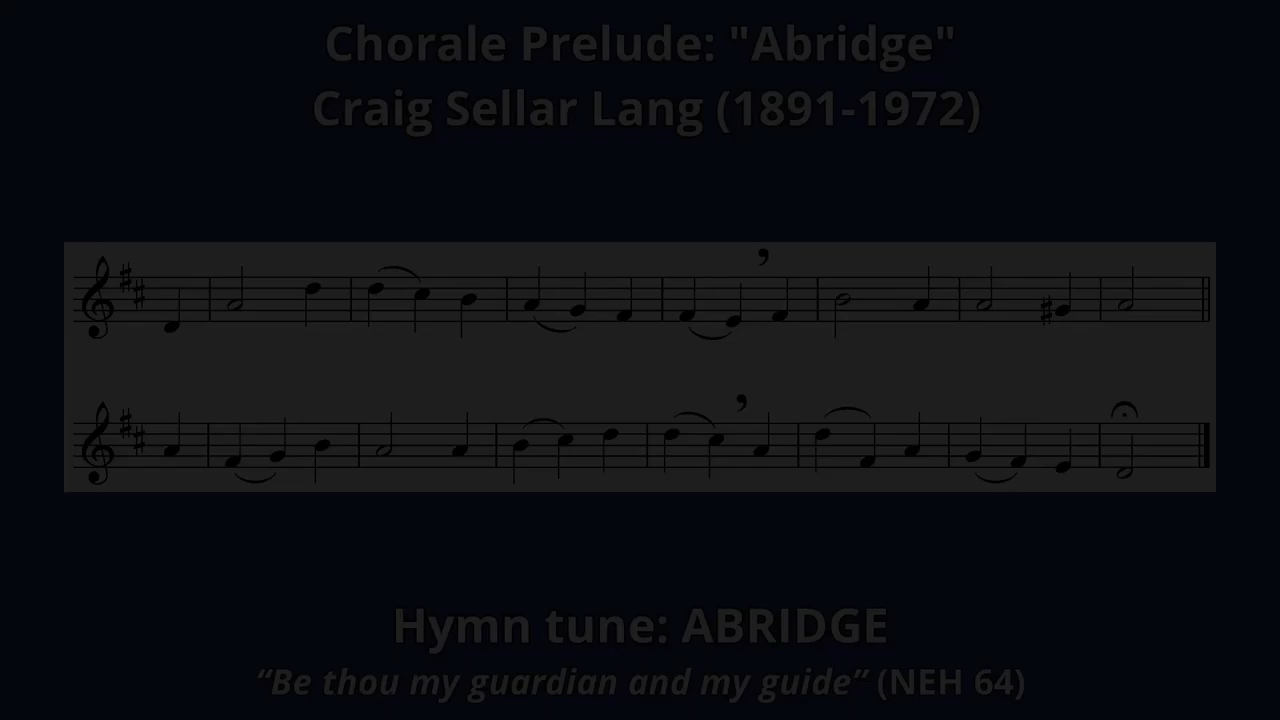 Chorale Prelude: "Abridge"
Craig Sellar Lang (1891-1972)
Hymn tune: ABRIDGE
“Be thou my guardian and my guide” (NEH 64)